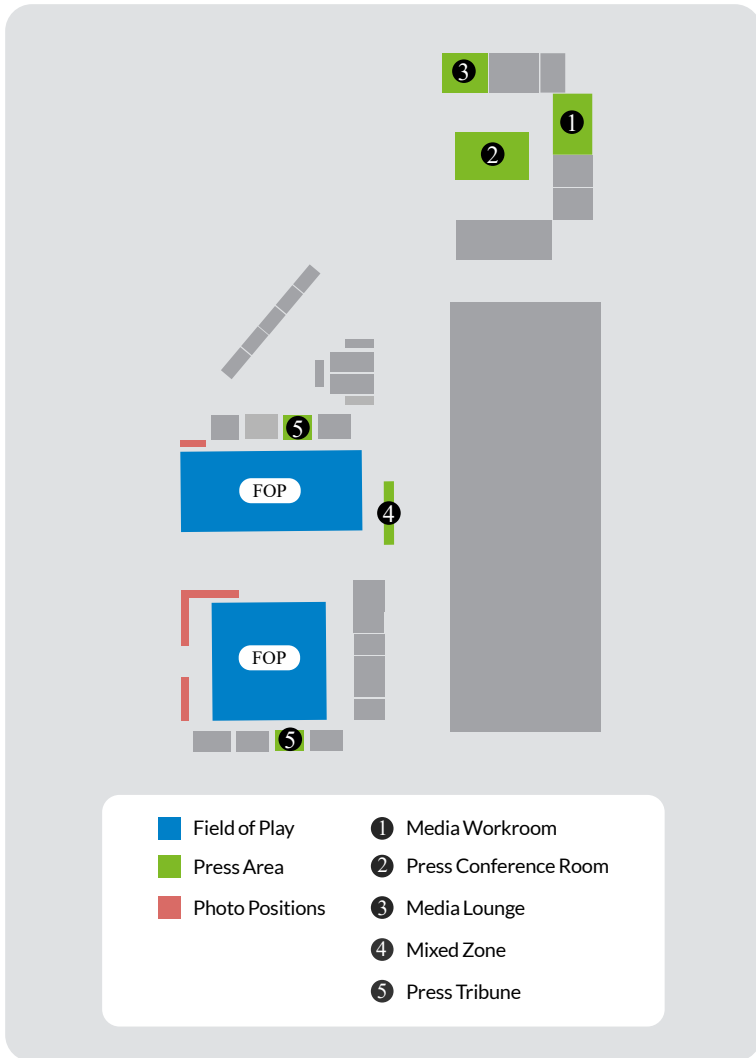 3
1
2
5
FOP
4
FOP
5
Field of Play
Press Area
Photo Positions
1 Media Workroom
2 Press Conference Room
3 Media Lounge
4 Mixed Zone
5 Press Tribune